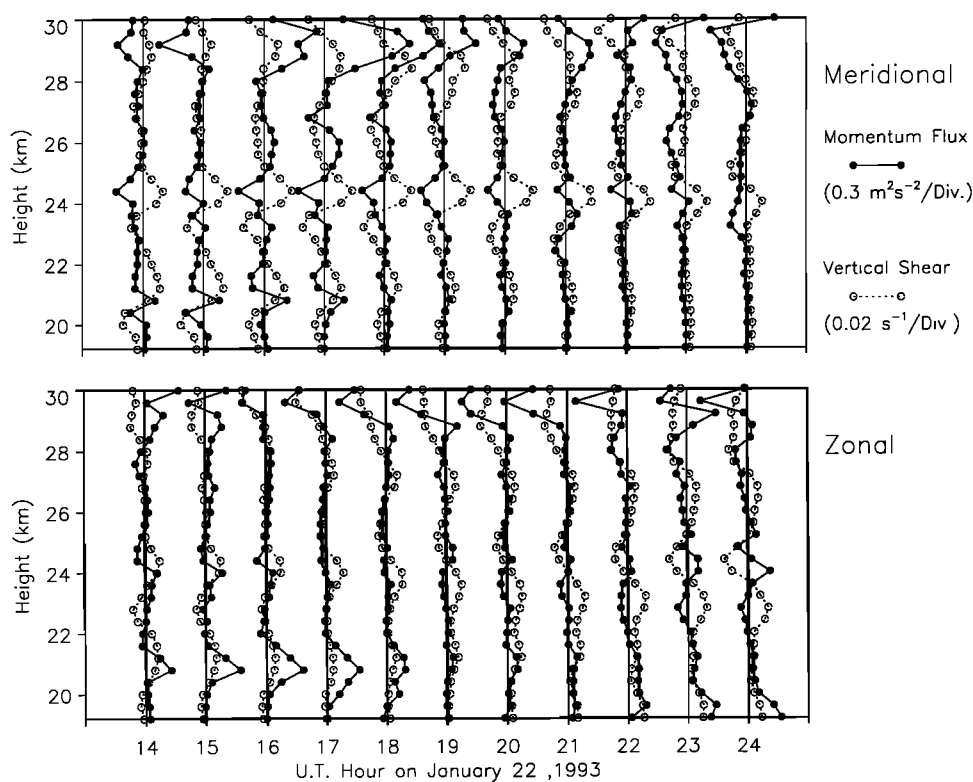 30
28
26
24
22
20
Height (km)
Meridional
Momentum Flux
(0.3 m²s⁻²/Div.)
Vertical Shear
(0.02 s⁻¹/Div)
30
28
26
24
22
20
Height (km)
Zonal
14 15 16 17 18 19 20 21 22 23 24
U.T. Hour on January 22 ,1993